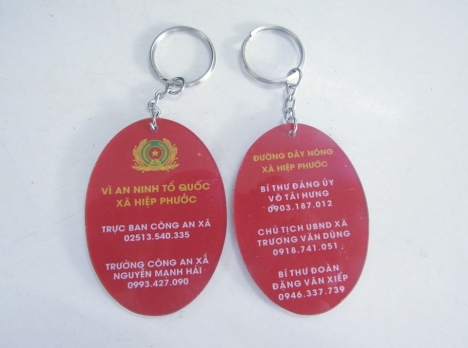 VÌ AN NINH TỔ QUỐC
XÃ HIỆP PHƯỚC
TRỰC BAN CÔNG AN XÃ
02513.540.335
TRƯỞNG CÔNG AN XÃ
NGUYỄN MẠNH HẢI
0993.427.090
ĐƯỜNG DÂY NÓNG
XÃ HIỆP PHƯỚC
BÍ THƯ ĐẢNG ỦY
VÕ TẤI HƯNG
0903.187.012
CHỦ TỊCH UBND XÃ
TRƯƠNG VĂN DŨNG
0918.741.051
BÍ THƯ ĐOÀN
ĐẶNG VĂN XIẾP
0946.337.739